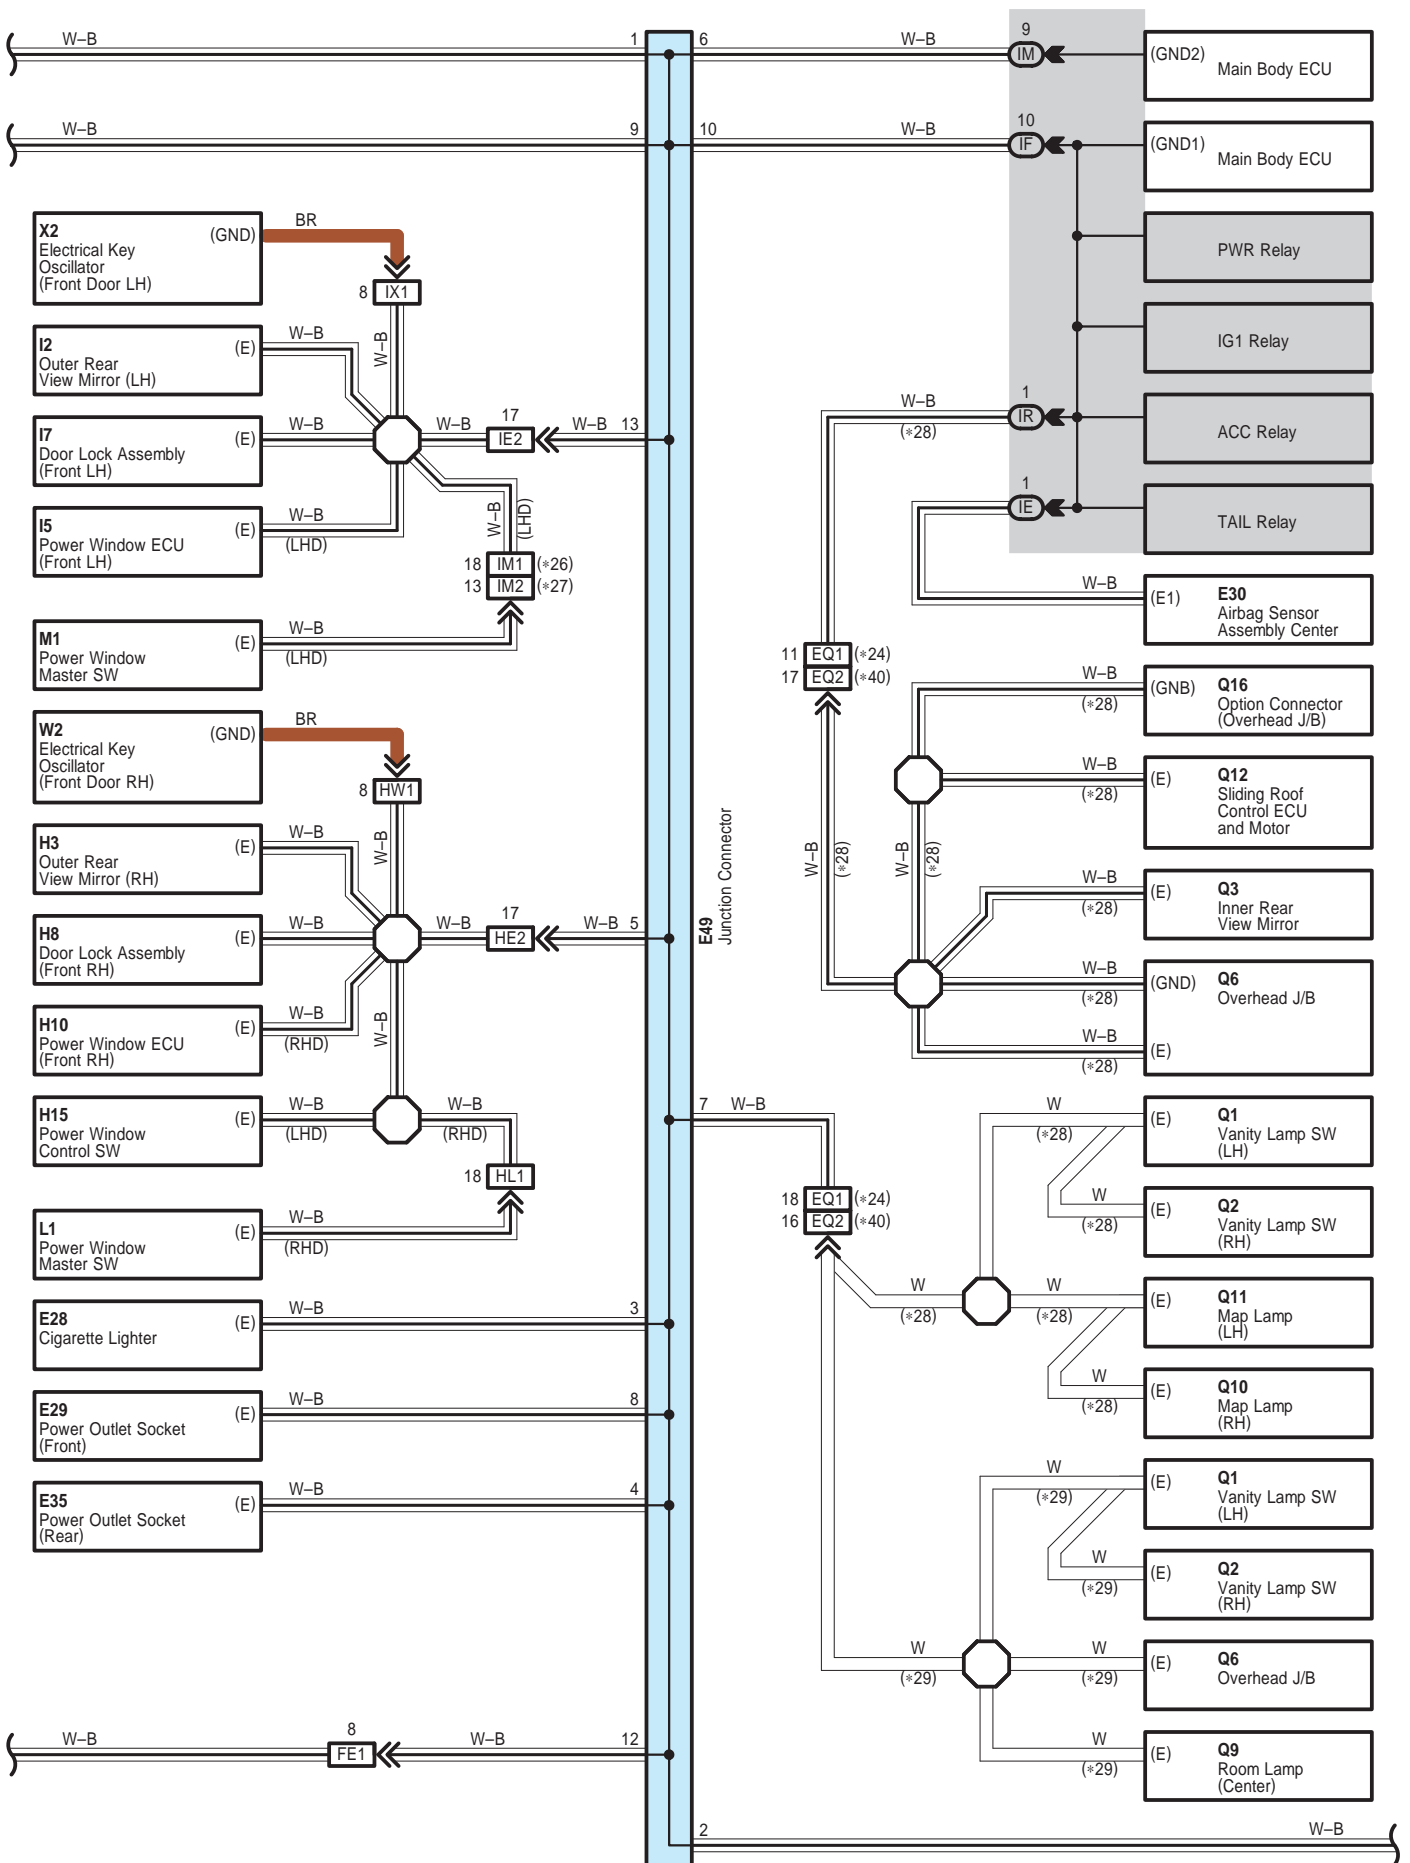 W–B
1
6
W–B
9
IM
(GND2)
Main Body ECU
W–B
9
10
W–B
10
IF
(GND1)
Main Body ECU
PWR Relay
IG1 Relay
ACC Relay
TAIL Relay
X2
Electrical Key
Oscillator
(Front Door LH)
(GND)
BR
8
IX1
W–B
I2
Outer Rear
View Mirror (LH)
(E)
W–B
I7
Door Lock Assembly
(Front LH)
(E)
W–B
W–B
17
IE2
W–B
13
I5
Power Window ECU
(Front LH)
(E)
W–B
(LHD)
W–B
(LHD)
18
IM1
(*26)
13
IM2
(*27)
M1
Power Window
Master SW
(E)
W–B
(LHD)
W2
Electrical Key
Oscillator
(Front Door RH)
(GND)
BR
8
HW1
W–B
H3
Outer Rear
View Mirror (RH)
(E)
W–B
H8
Door Lock Assembly
(Front RH)
(E)
W–B
W–B
17
HE2
W–B
5
H10
Power Window ECU
(Front RH)
(E)
W–B
(RHD)
W–B
H15
Power Window
Control SW
(E)
W–B
(LHD)
W–B
(RHD)
18
HL1
L1
Power Window
Master SW
(E)
W–B
(RHD)
E28
Cigarette Lighter
(E)
W–B
3
E29
Power Outlet Socket
(Front)
(E)
W–B
8
E35
Power Outlet Socket
(Rear)
(E)
W–B
4
W–B
8
FE1
W–B
12
E49
Junction Connector
W–B
(*28)
1
IR
1
IE
W–B
(E1)
E30
Airbag Sensor
Assembly Center
11
EQ1
(*24)
17
EQ2
(*40)
W–B
(*28)
W–B
(*28)
W–B
(*28)
(GNB)
Q16
Option Connector
(Overhead J/B)
W–B
(*28)
(E)
Q12
Sliding Roof
Control ECU
and Motor
W–B
(*28)
(E)
Q3
Inner Rear
View Mirror
W–B
(*28)
(GND)
Q6
Overhead J/B
W–B
(*28)
(E)
7
W–B
18
EQ1
(*24)
16
EQ2
(*40)
W
(*28)
(E)
Q1
Vanity Lamp SW
(LH)
W
(*28)
(E)
Q2
Vanity Lamp SW
(RH)
W
(*28)
W
(*28)
(E)
Q11
Map Lamp
(LH)
W
(*28)
(E)
Q10
Map Lamp
(RH)
W
(*29)
(E)
Q1
Vanity Lamp SW
(LH)
W
(*29)
(E)
Q2
Vanity Lamp SW
(RH)
W
(*29)
W
(*29)
(E)
Q6
Overhead J/B
W
(*29)
(E)
Q9
Room Lamp
(Center)
2
W–B